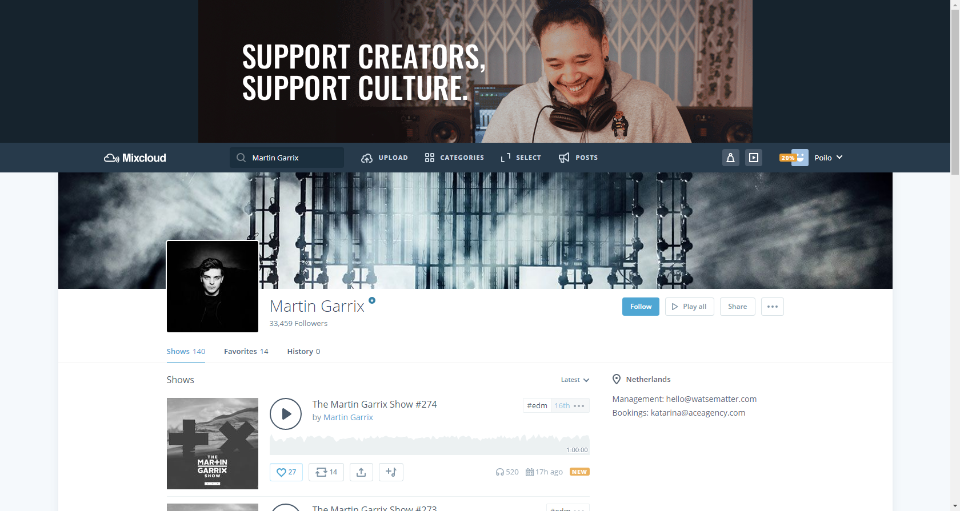 SUPPORT CREATORS,
SUPPORT CULTURE.
Mixcloud
Martin Garrix
UPLOAD
CATEGORIES
SELECT
POSTS
28%
Poilo
Martin Garrix
33,459 Followers
Follow
Play all
Share
Shows 140
Favorites 14
History 0
Shows
Latest
Netherlands
Management: hello@watsematter.com
Bookings: katarina@aceagency.com
The Martin Garrix Show #274
by Martin Garrix
#edm 16th
-1:00:00
THE
MARTIN
GARRIX
SHOW
27
14
520
17h ago
NEW
The Martin Garrix Show #273
#edm